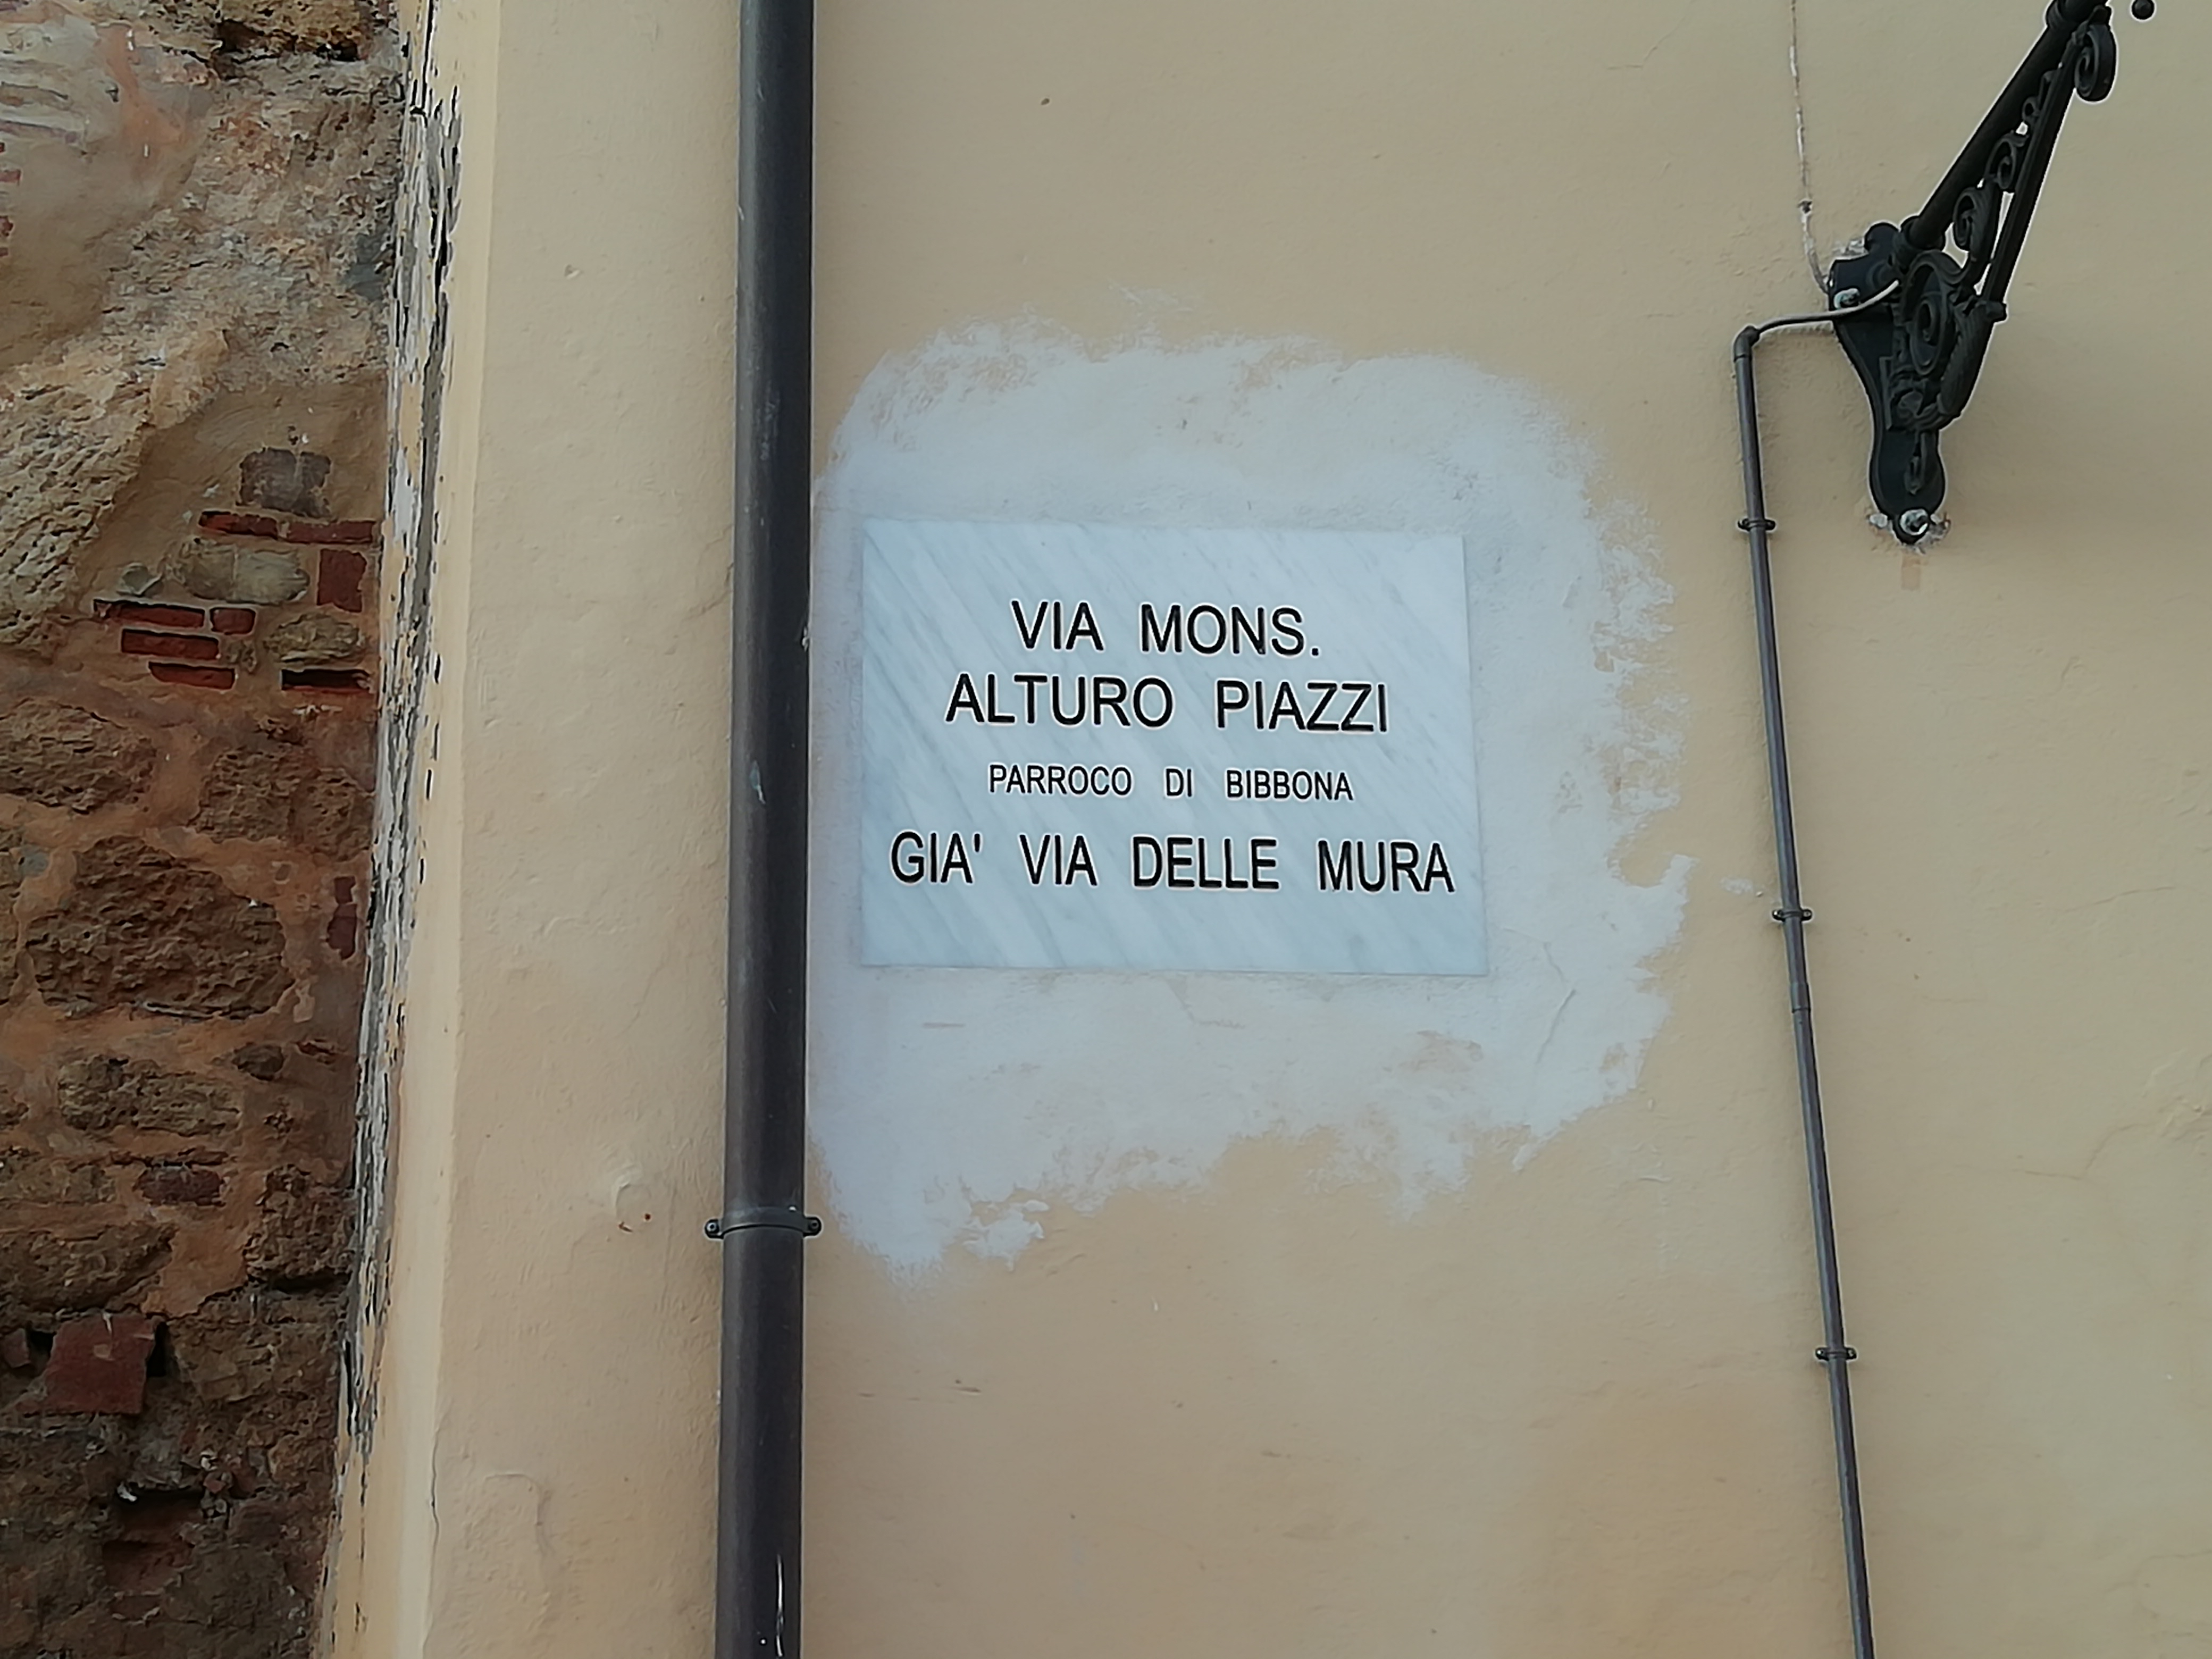 VIA MONS.
ALTURO PIAZZI
PARROCO DI BIBBONA
GIA' VIA DELLE MURA